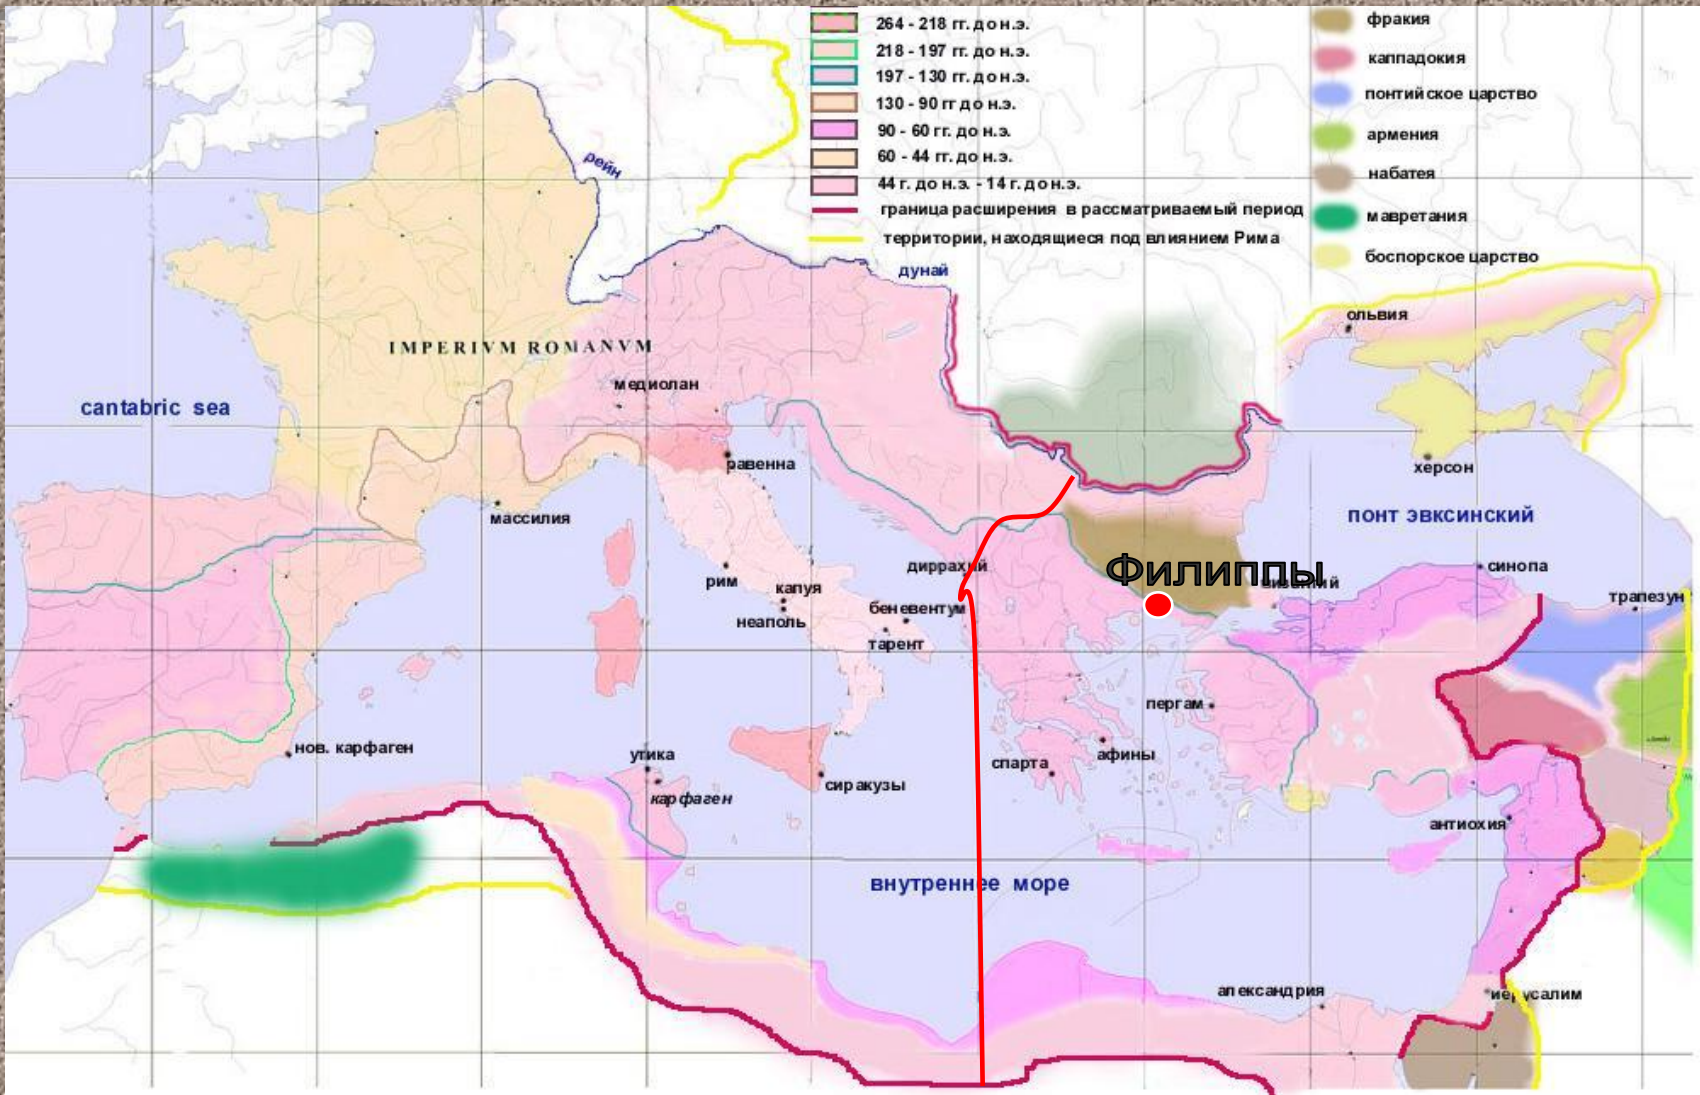 264 - 218 гг. до н.э.
218 - 197 гг. до н.э.
197 - 130 гг. до н.э.
130 - 90 гг до н.э.
90 - 60 гг. до н.э.
60 - 44 гг. до н.э.
44 г. до н.э. - 14 г. до н.э.
граница расширения в рассматриваемый период
территории, находящиеся под влиянием Рима
фракия
каппадокия
понтийское царство
армения
набатея
мавретания
боспорское царство
рейн
дунай
ольвия
IMPERIVM ROMANVM
медиолан
cantabric sea
равенна
херсон
массилия
понт эвксинский
диррахий
Филиппы
синопа
рим
капуя
трапезун
беневентум
неаполь
тарент
пергам
нов. карфаген
утика
афины
спарта
сиракузы
карфаген
антиохия
внутреннее море
александрия
иерусалим